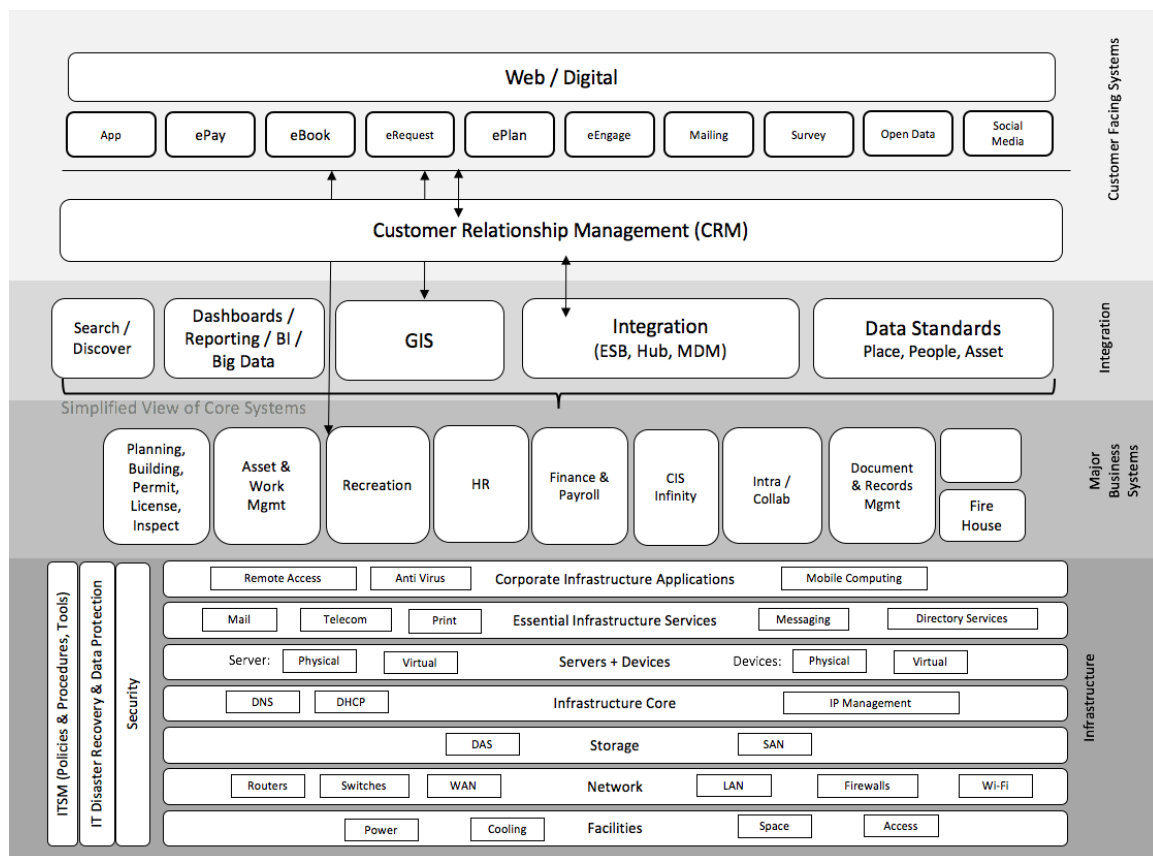 Web / Digital
App
ePay
eBook
eRequest
ePlan
eEngage
Mailing
Survey
Open Data
Social
Media
Customer Facing Systems
Customer Relationship Management (CRM)
Search /
Discover
Dashboards /
Reporting / BI /
Big Data
GIS
Integration
(ESB, Hub, MDM)
Data Standards
Place, People, Asset
Integration
Simplified View of Core Systems
Planning,
Building,
Permit,
License,
Inspect
Asset &
Work
Mgmt
Recreation
HR
Finance &
Payroll
CIS
Infinity
Intra /
Collab
Document
& Records
Mgmt
Fire
House
Major
Business
Systems
ITSM (Policies & Procedures, Tools)
IT Disaster Recovery & Data Protection
Security
Remote Access
Anti Virus
Corporate Infrastructure Applications
Mobile Computing
Mail
Telecom
Print
Essential Infrastructure Services
Messaging
Directory Services
Server:
Physical
Virtual
Servers + Devices
Devices:
Physical
Virtual
DNS
DHCP
Infrastructure Core
IP Management
DAS
Storage
SAN
Routers
Switches
WAN
Network
LAN
Firewalls
Wi-Fi
Power
Cooling
Facilities
Space
Access
Infrastructure